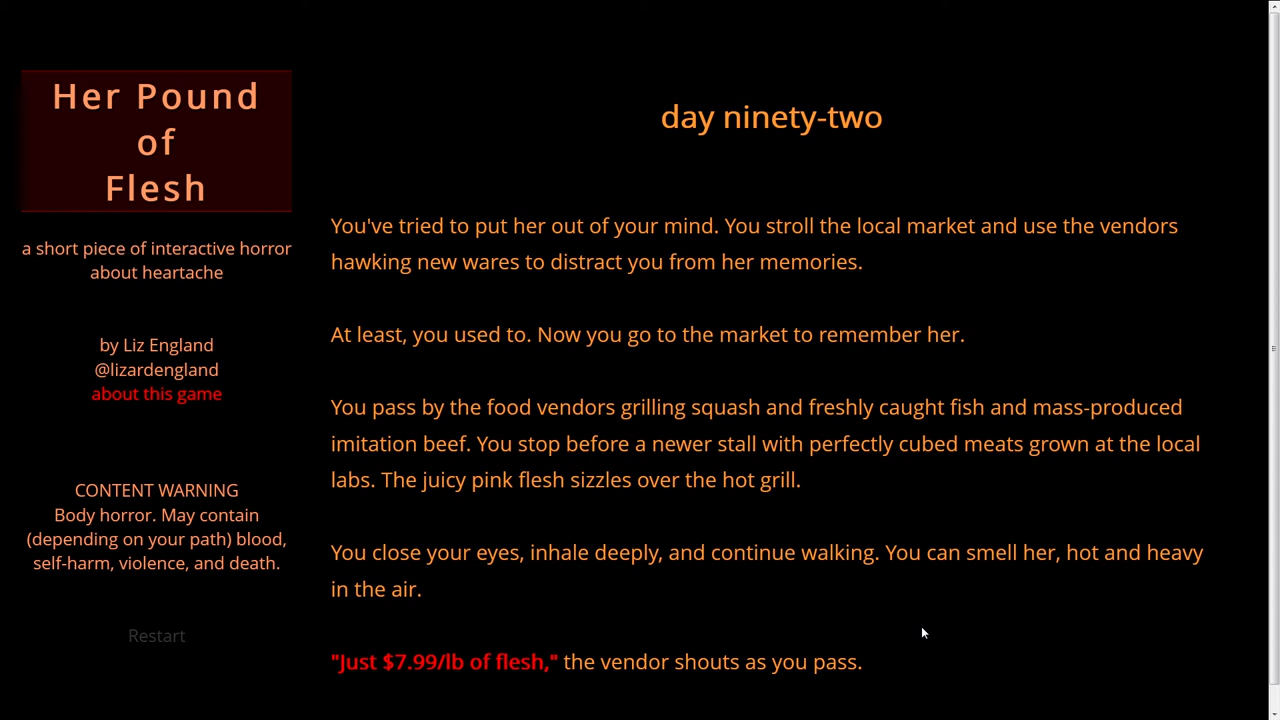 Her Pound
of
Flesh
a short piece of interactive horror
about heartache
by Liz England
@lizardengland
about this game
CONTENT WARNING
Body horror. May contain
(depending on your path) blood,
self-harm, violence, and death.
Restart
day ninety-two
You've tried to put her out of your mind. You stroll the local market and use the vendors
hawking new wares to distract you from her memories.
At least, you used to. Now you go to the market to remember her.
You pass by the food vendors grilling squash and freshly caught fish and mass-produced
imitation beef. You stop before a newer stall with perfectly cubed meats grown at the local
labs. The juicy pink flesh sizzles over the hot grill.
You close your eyes, inhale deeply, and continue walking. You can smell her, hot and heavy
in the air.
"Just $7.99/lb of flesh," the vendor shouts as you pass.